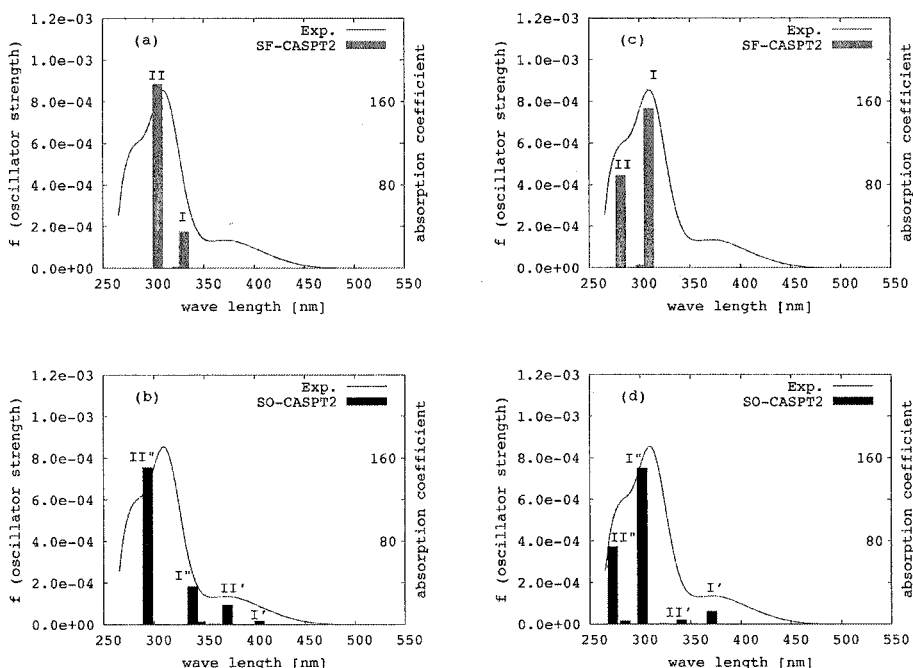 1.2e-03
(a)
Exp.
SF-CASPT2
1.0e-03
II
8.0e-04
160
6.0e-04
4.0e-04
80
I
2.0e-04
0.0e+00
250 300 350 400 450 500 550
wave length [nm]
f (oscillator strength)
absorption coefficient
1.2e-03
(c)
Exp.
SF-CASPT2
1.0e-03
I
8.0e-04
160
6.0e-04
II
4.0e-04
80
2.0e-04
0.0e+00
250 300 350 400 450 500 550
wave length [nm]
f (oscillator strength)
absorption coefficient
1.2e-03
(b)
Exp.
SO-CASPT2
1.0e-03
II"
8.0e-04
160
6.0e-04
4.0e-04
80
I"
II'
2.0e-04
I'
0.0e+00
250 300 350 400 450 500 550
wave length [nm]
f (oscillator strength)
absorption coefficient
1.2e-03
(d)
Exp.
SO-CASPT2
1.0e-03
I"
8.0e-04
160
6.0e-04
II"
4.0e-04
80
I'
2.0e-04
II'
0.0e+00
250 300 350 400 450 500 550
wave length [nm]
f (oscillator strength)
absorption coefficient